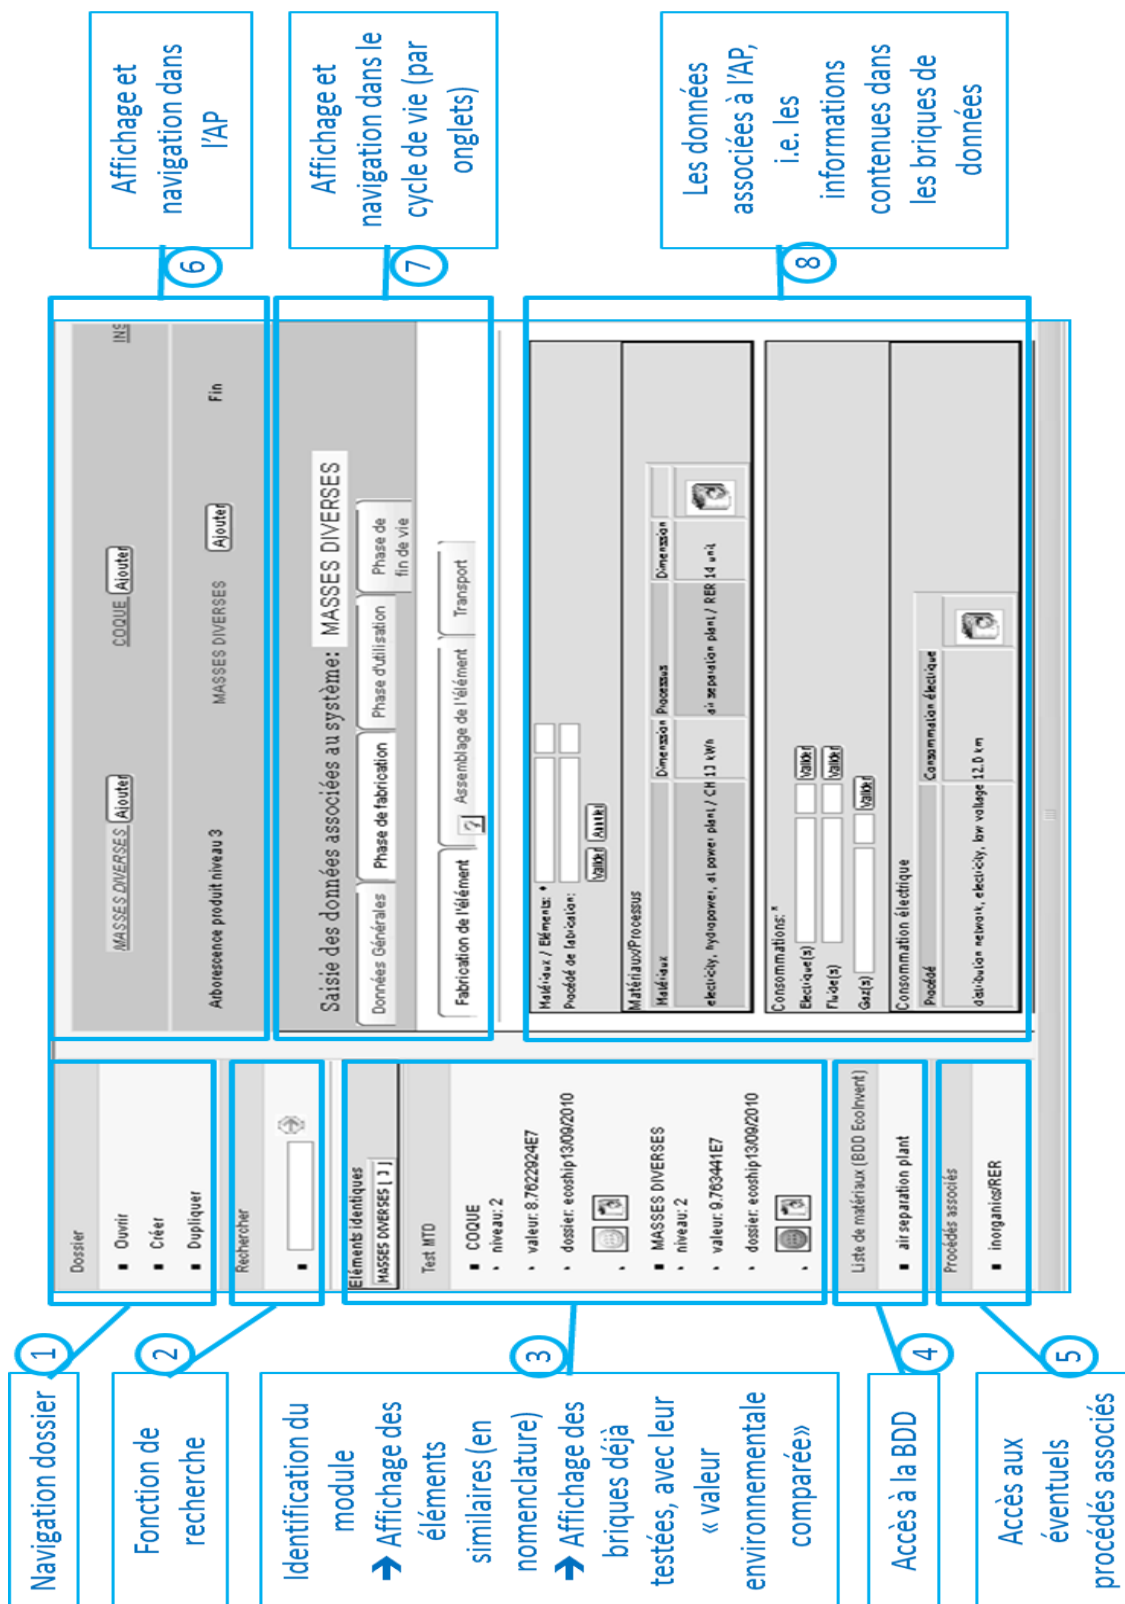 Navigation dossier
1
Fonction de
recherche
2
Identification du
module
➔ Affichage des
éléments
similaires (en
nomenclature)
➔ Affichage des
briques déjà
testées, avec leur
« valeur
environnementale
comparée»
3
Accès à la BDD
4
Accès aux
éventuels
procédés associés
5
Dossier
Ouvrir
Créer
Dupliquer
Rechercher
Eléments identiques
MASSES DIVERSES [ 3 ]
Test MTD
COQUE
niveau: 2
valeur: 8.7622924E7
dossier: ecoship13/09/2010
MASSES DIVERSES
niveau: 2
valeur: 9.763441E7
dossier: ecoship13/09/2010
Liste de matériaux (BDD EcoInvent)
air separation plant
Procédés associés
inorganics/RER
MASSES DIVERSES Ajouter
COQUE Ajouter
INS
Arborescence produit niveau 3
MASSES DIVERSES Ajouter
Fin
Saisie des données associées au système: MASSES DIVERSES
Données Générales Phase de fabrication Phase d'utilisation Phase de
fin de vie
Fabrication de l'élément ? Assemblage de l'élément Transport
Matériaux / Eléments: *
Procédé de fabrication:
Valider Annuler
Matériaux/Processus
Matériaux Dimension Processus Dimension
electricity, hydropower, at power plant / CH 13 kWh air separation plant / RER 14 unit
Consommations: *
Electrique(s) Valider
Fluide(s) Valider
Gaz(s) Valider
Consommation électrique
Procédé Consommation électrique
distribution network, electricity, low voltage 12.0 km
Affichage et
navigation dans
l'AP
6
Affichage et
navigation dans le
cycle de vie (par
onglets)
7
Les données
associées à l'AP,
i.e. les
informations
contenues dans
les briques de
données
8